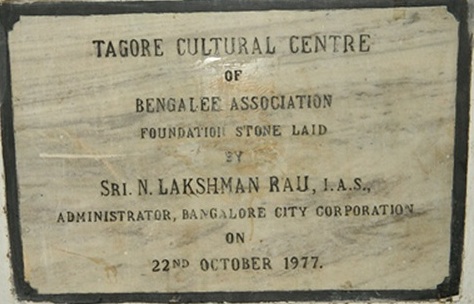 TAGORE CULTURAL CENTRE
OF
BENGALEE ASSOCIATION
FOUNDATION STONE LAID
BY
SRI. N. LAKSHMAN RAU, I.A.S.,
ADMINISTRATOR, BANGALORE CITY CORPORATION
ON
22ND OCTOBER 1977.